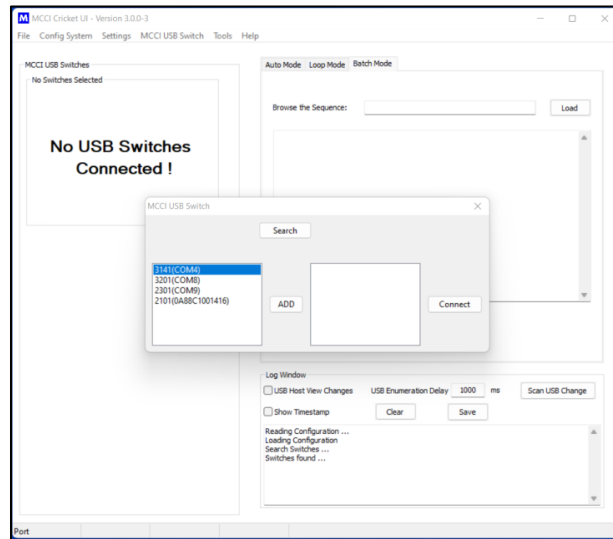 M MCCI Cricket UI - Version 3.0.0-3
File Config System Settings MCCI USB Switch Tools Help
MCCI USB Switches
No Switches Selected
No USB Switches
Connected !
Auto Mode Loop Mode Batch Mode
Browse the Sequence: Load
MCCI USB Switch
Search
3141(COM4)
3201(COM8)
2301(COM9)
2101(0A88C1001416)
ADD
Connect
Log Window
USB Host View Changes USB Enumeration Delay 1000 ms Scan USB Change
Show Timestamp Clear Save
Reading Configuration ...
Loading Configuration
Search Switches ...
Switches found ...
Port